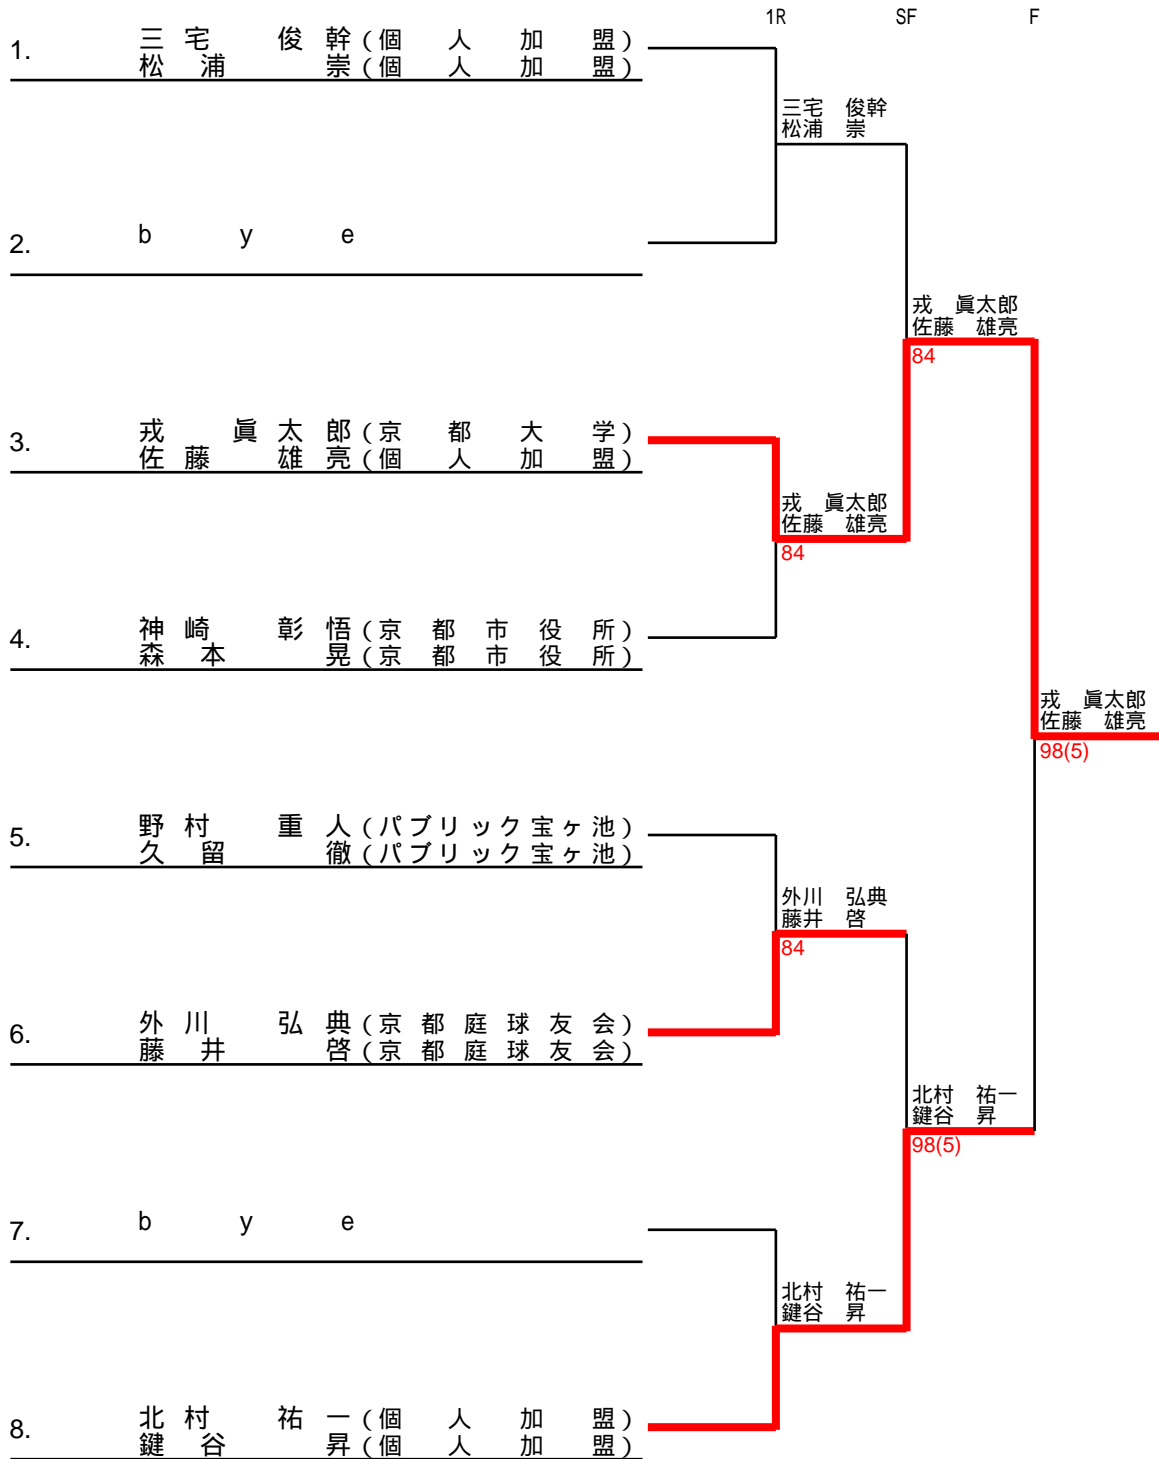 1R SF F
1. 三宅 俊幹(個人加盟)
松浦 崇(個人加盟)
三宅 俊幹
松浦 崇
2. bye
戎 眞太郎
佐藤 雄亮
84
3. 戎 眞太郎(京都大学)
佐藤 雄亮(個人加盟)
戎 眞太郎
佐藤 雄亮
84
4. 神崎 彰悟(京都市役所)
森本 晃(京都市役所)
戎 眞太郎
佐藤 雄亮
98(5)
5. 野村 重人(パブリック宝ヶ池)
久留 徹(パブリック宝ヶ池)
外川 弘典
藤井 啓
84
6. 外川 弘典(京都庭球友会)
藤井 啓(京都庭球友会)
北村 祐一
鍵谷 昇
98(5)
7. bye
北村 祐一
鍵谷 昇
8. 北村 祐一(個人加盟)
鍵谷 昇(個人加盟)